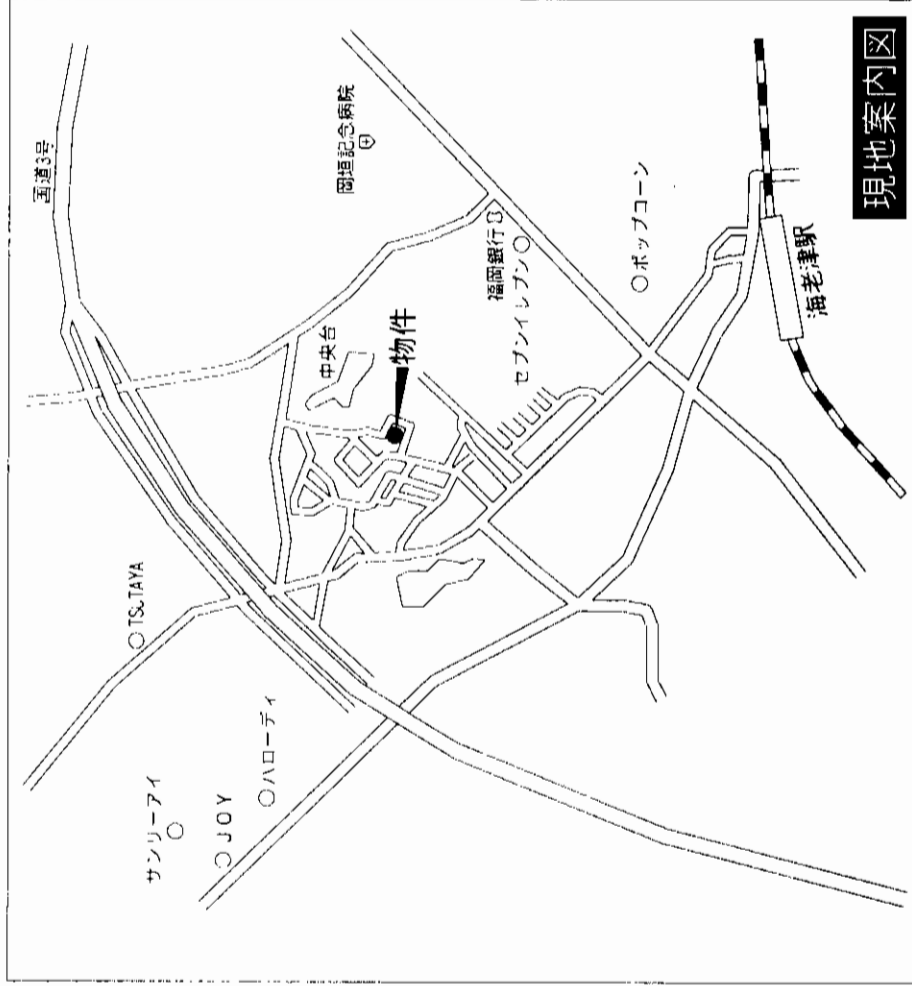 現地案内図
国道3号
岡垣記念病院
中央台
物件
福岡銀行
セブンイレブン
ポップコーン
海老津駅
TSUTAYA
ハローディ
サンリーアイ
JOY